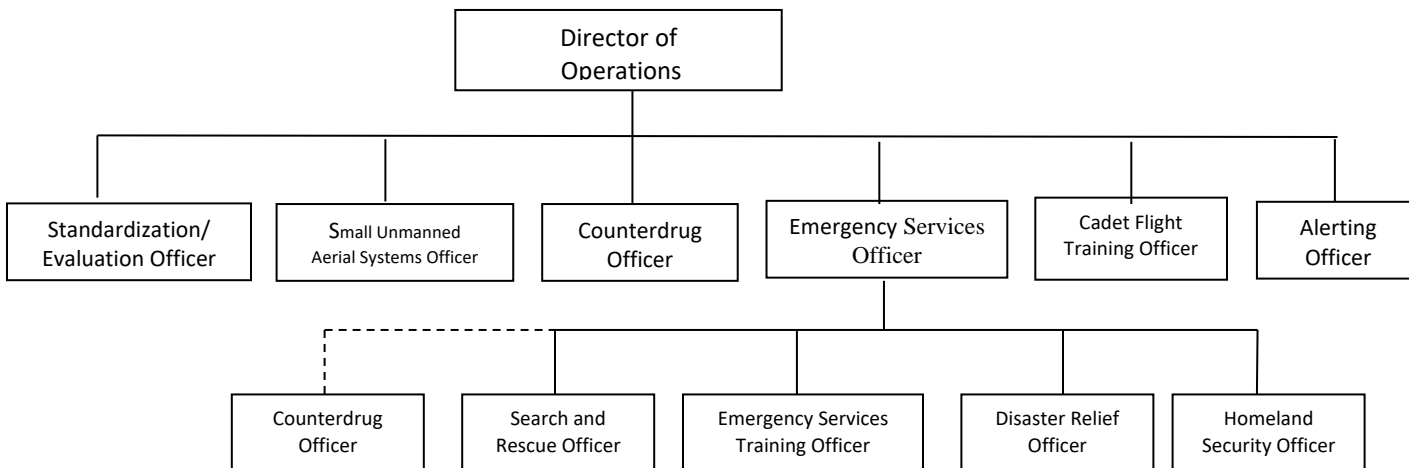 Director of
Operations
Standardization/
Evaluation Officer
Small Unmanned
Aerial Systems Officer
Counterdrug
Officer
Emergency Services
Officer
Cadet Flight
Training Officer
Alerting
Officer
Counterdrug
Officer
Search and
Rescue Officer
Emergency Services
Training Officer
Disaster Relief
Officer
Homeland
Security Officer